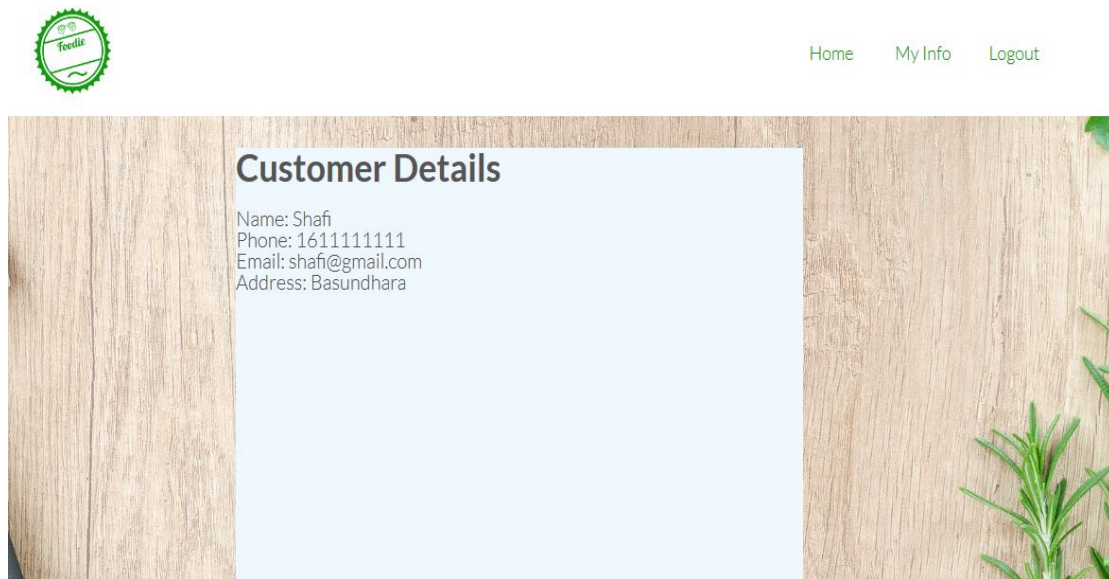 Foodie
Home My Info Logout
Customer Details
Name: Shafi
Phone: 1611111111
Email: shafi@gmail.com
Address: Basundhara